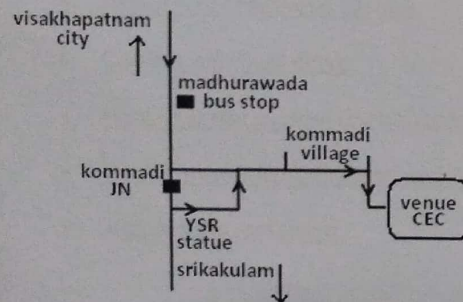 visakhapatnam
city
madhurawada
bus stop
kommadi
village
kommadi
JN
venue
CEC
YSR
statue
srikakulam